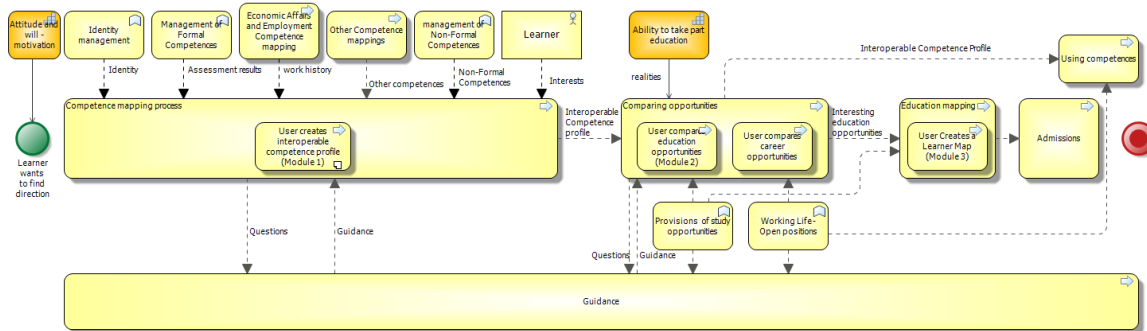 Attitude and
will -
motivation
Identity
management
Management of
Formal
Competences
Economic Affairs
and Employment
Competence
mapping
Other Competence
mappings
management of
Non-Formal
Competences
Learner
Ability to take part
education
Interoperable Competence Profile
Using competences
Identity
Assessment results
work history
Other competences
Non-Formal
Competences
Interests
realities
Competence mapping process
User creates
interoperable
competence profile
(Module 1)
Interoperable
Competence
profile
Comparing opportunities
User compares
education
opportunities
(Module 2)
User compares
career
opportunities
Interesting
education
opportunities
Education mapping
User Creates a
Learner Map
(Module 3)
Admissions
Learner
wants
to find
direction
Provisions of study
opportunities
Working Life -
Open positions
Questions
Guidance
Questions
Guidance
Guidance